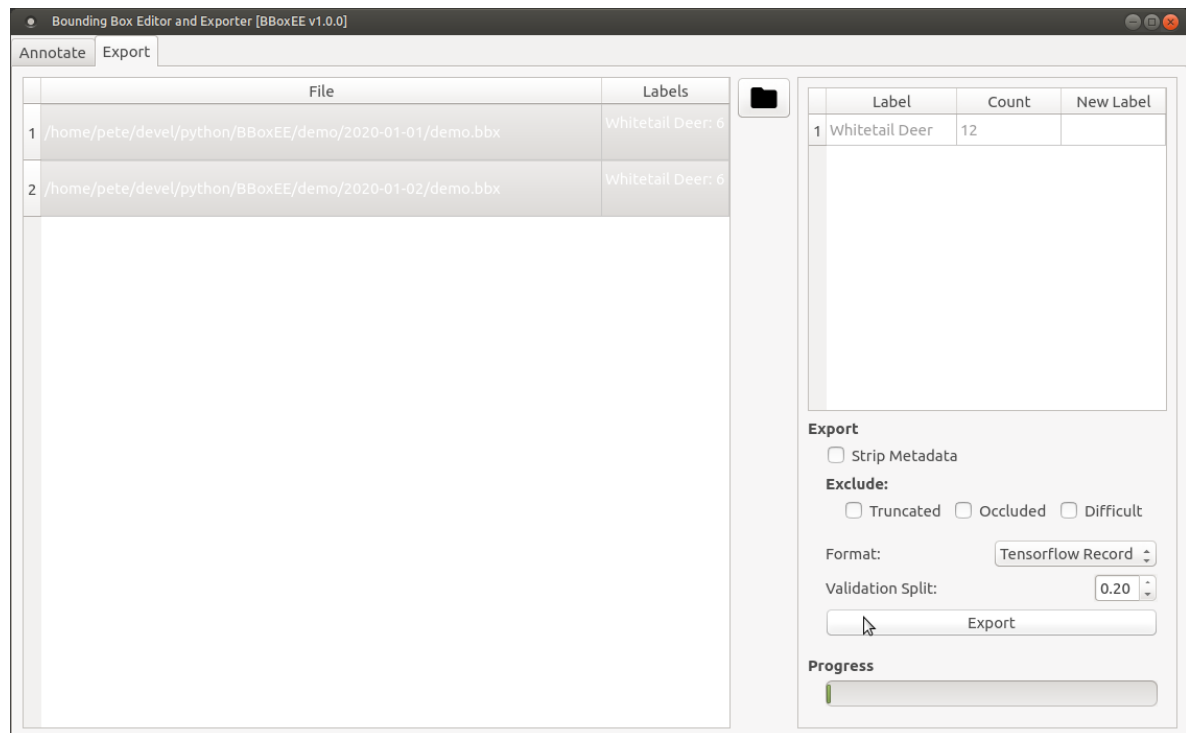 Bounding Box Editor and Exporter [BBoxEE v1.0.0]
Annotate Export
File Labels
1 /home/pete/devel/python/BBoxEE/demo/2020-01-01/demo.bbx Whitetail Deer: 6
2 /home/pete/devel/python/BBoxEE/demo/2020-01-02/demo.bbx Whitetail Deer: 6
Label Count New Label
1 Whitetail Deer 12
Export
Strip Metadata
Exclude:
Truncated Occluded Difficult
Format: Tensorflow Record
Validation Split: 0.20
Export
Progress